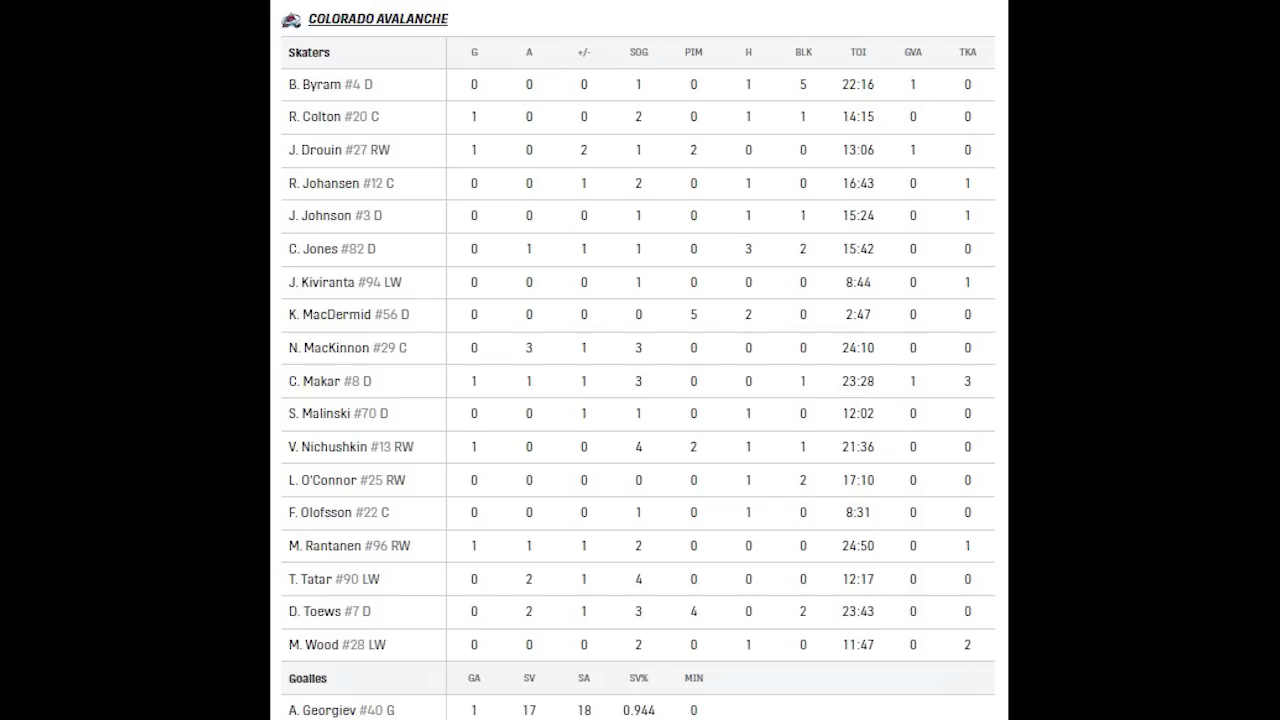 COLORADO AVALANCHE
Skaters G A +/- SOG PIM H BLK TOI GVA TKA
B. Byram #4 D 0 0 0 1 0 1 5 22:16 1 0
R. Colton #20 C 1 0 0 2 0 1 1 14:15 0 0
J. Drouin #27 RW 1 0 2 1 2 0 0 13:06 1 0
R. Johansen #12 C 0 0 1 2 0 1 0 16:43 0 1
J. Johnson #3 D 0 0 0 1 0 1 1 15:24 0 1
C. Jones #82 D 0 1 1 1 0 3 2 15:42 0 0
J. Kiviranta #94 LW 0 0 0 1 0 0 0 8:44 0 1
K. MacDermid #56 D 0 0 0 0 5 2 0 2:47 0 0
N. MacKinnon #29 C 0 3 1 3 0 0 0 24:10 0 0
C. Makar #8 D 1 1 1 3 0 0 1 23:28 1 3
S. Malinski #70 D 0 0 1 1 0 1 0 12:02 0 0
V. Nichushkin #13 RW 1 0 0 4 2 1 1 21:36 0 0
L. O'Connor #25 RW 0 0 0 0 0 1 2 17:10 0 0
F. Olofsson #22 C 0 0 0 1 0 1 0 8:31 0 0
M. Rantanen #96 RW 1 1 1 2 0 0 0 24:50 0 1
T. Tatar #90 LW 0 2 1 4 0 0 0 12:17 0 0
D. Toews #7 D 0 2 1 3 4 0 2 23:43 0 0
M. Wood #28 LW 0 0 0 2 0 1 0 11:47 0 2
Goalies GA SV SA SV% MIN
A. Georgiev #40 G 1 17 18 0.944 0